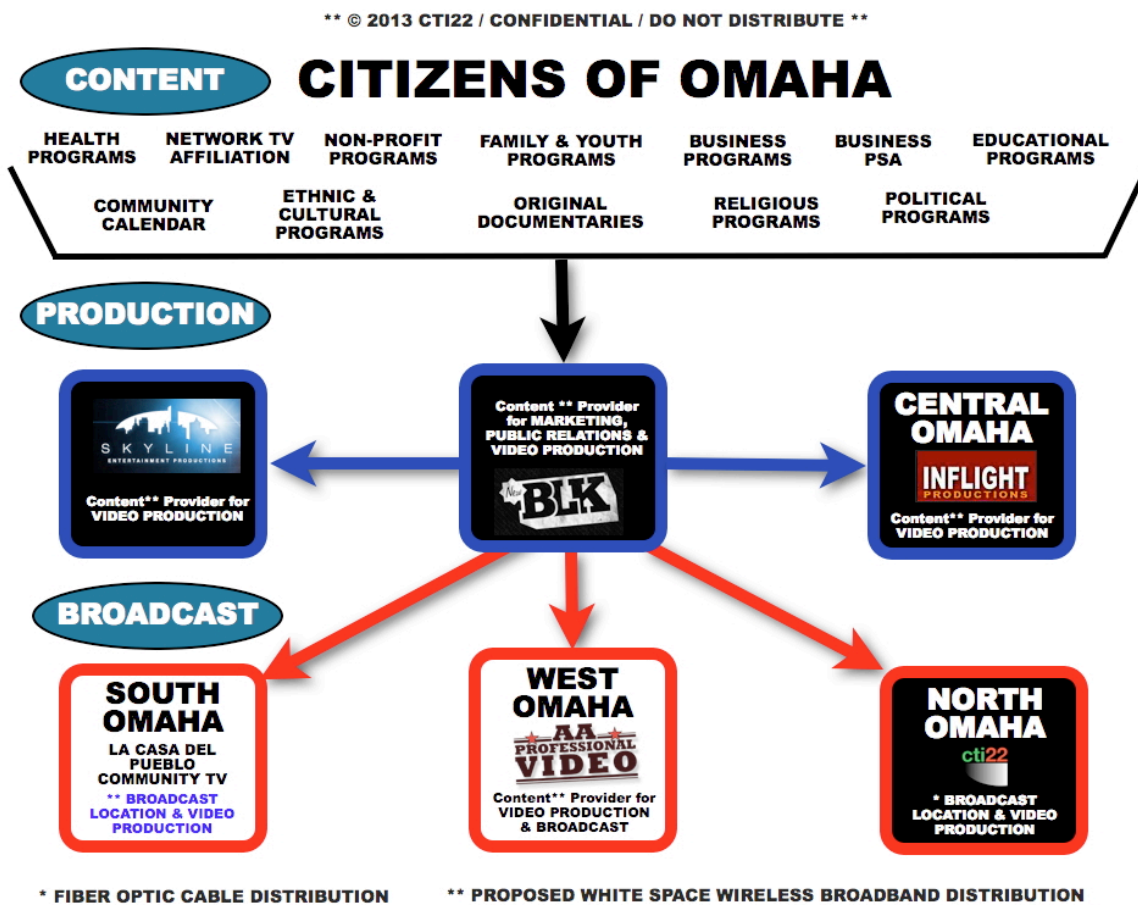 ** © 2013 CTI22 / CONFIDENTIAL / DO NOT DISTRIBUTE **
CONTENT
CITIZENS OF OMAHA
HEALTH
PROGRAMS
NETWORK TV
AFFILIATION
NON-PROFIT
PROGRAMS
FAMILY & YOUTH
PROGRAMS
BUSINESS
PROGRAMS
BUSINESS
PSA
EDUCATIONAL
PROGRAMS
COMMUNITY
CALENDAR
ETHNIC &
CULTURAL
PROGRAMS
ORIGINAL
DOCUMENTARIES
RELIGIOUS
PROGRAMS
POLITICAL
PROGRAMS
PRODUCTION
SKYLINE
ENTERTAINMENT PRODUCTIONS
Content** Provider for
VIDEO PRODUCTION
Content ** Provider
for MARKETING,
PUBLIC RELATIONS &
VIDEO PRODUCTION
New
BLK
CENTRAL
OMAHA
INFLIGHT
PRODUCTIONS
Content** Provider for
VIDEO PRODUCTION
BROADCAST
SOUTH
OMAHA
LA CASA DEL
PUEBLO
COMMUNITY TV
** BROADCAST
LOCATION & VIDEO
PRODUCTION
WEST
OMAHA
AA
PROFESSIONAL
VIDEO
Content** Provider for
VIDEO PRODUCTION
& BROADCAST
NORTH
OMAHA
cti22
* BROADCAST
LOCATION & VIDEO
PRODUCTION
* FIBER OPTIC CABLE DISTRIBUTION
** PROPOSED WHITE SPACE WIRELESS BROADBAND DISTRIBUTION